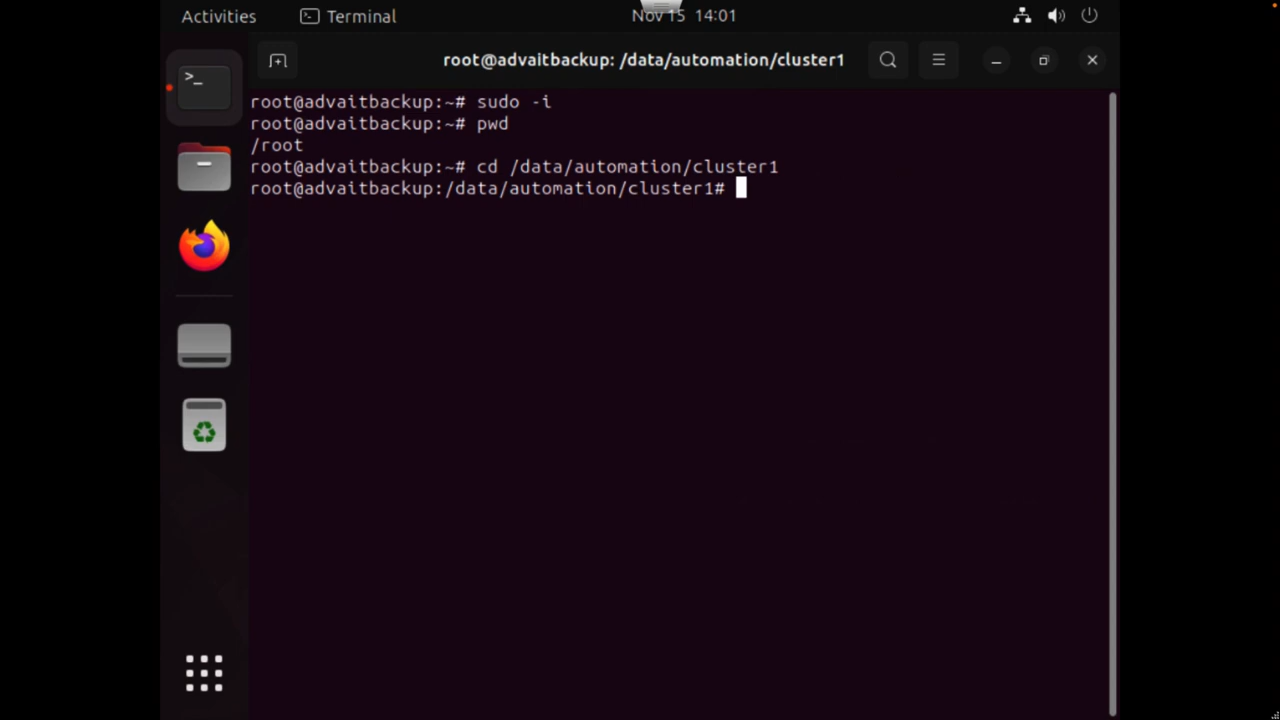 Activities
Terminal
Nov 15 14:01
root@advaitbackup: /data/automation/cluster1
>_
root@advaitbackup:~# sudo -i
root@advaitbackup:~# pwd
/root
root@advaitbackup:~# cd /data/automation/cluster1
root@advaitbackup:/data/automation/cluster1#